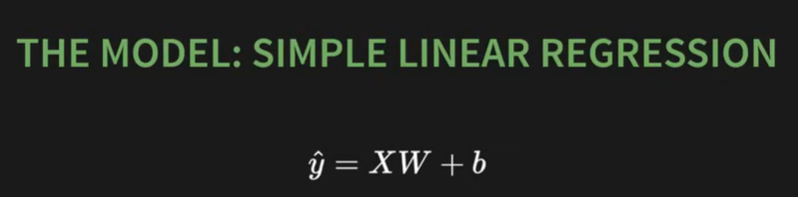 THE MODEL: SIMPLE LINEAR REGRESSION
ŷ = XW + b